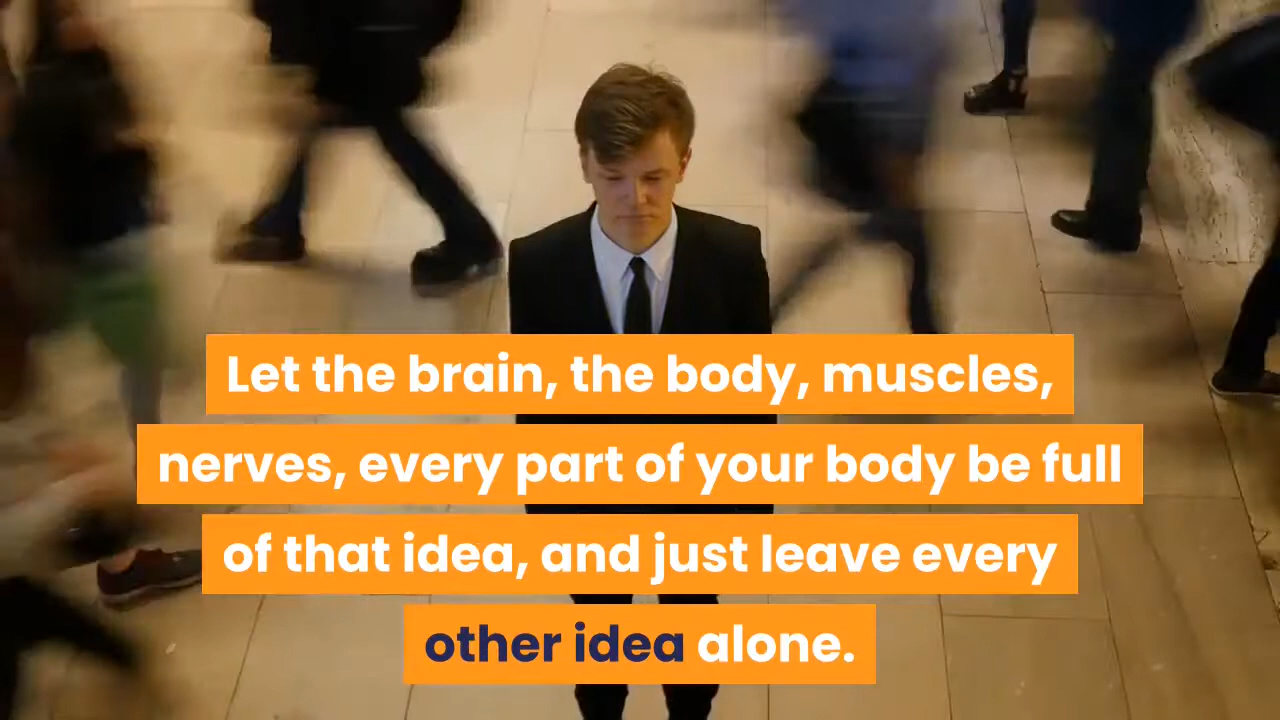 Let the brain, the body, muscles,
nerves, every part of your body be full
of that idea, and just leave every
other idea alone.